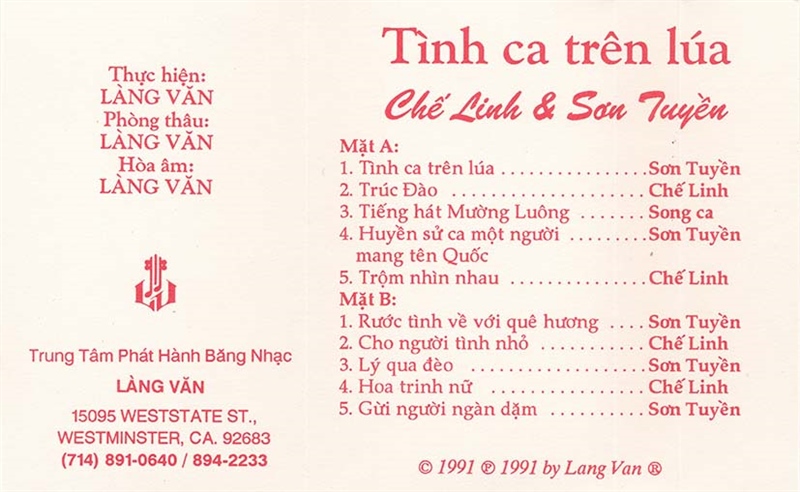 Thực hiện:
LÀNG VĂN
Phòng thâu:
LÀNG VĂN
Hòa âm:
LÀNG VĂN
Trung Tâm Phát Hành Băng Nhạc
LÀNG VĂN
15095 WESTSTATE ST.,
WESTMINSTER, CA. 92683
(714) 891-0640 / 894-2233
Tình ca trên lúa
Chế Linh & Sơn Tuyền
Mặt A:
1. Tình ca trên lúa .................. Sơn Tuyền
2. Trúc Đào ........................ Chế Linh
3. Tiếng hát Mường Luông ....... Song ca
4. Huyền sử ca một người ......... Sơn Tuyền
mang tên Quốc
5. Trộm nhìn nhau .................. Chế Linh
Mặt B:
1. Rước tình về với quê hương .... Sơn Tuyền
2. Cho người tình nhỏ .............. Chế Linh
3. Lý qua đèo ...................... Sơn Tuyền
4. Hoa trinh nữ ..................... Chế Linh
5. Gửi người ngàn dặm ............. Sơn Tuyền
© 1991 ℗ 1991 by Lang Van ®